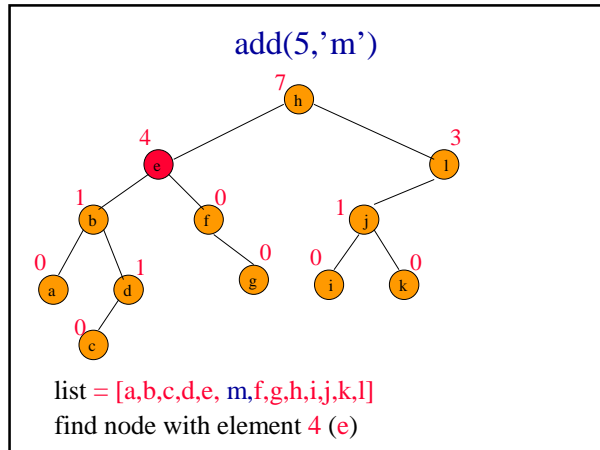 add(5,’m’)
7
h
4
3
e
l
1
0
1
b
f
j
0
1
0
0
0
a
d
g
i
k
0
c
list = [a,b,c,d,e, m,f,g,h,i,j,k,l]
find node with element 4 (e)